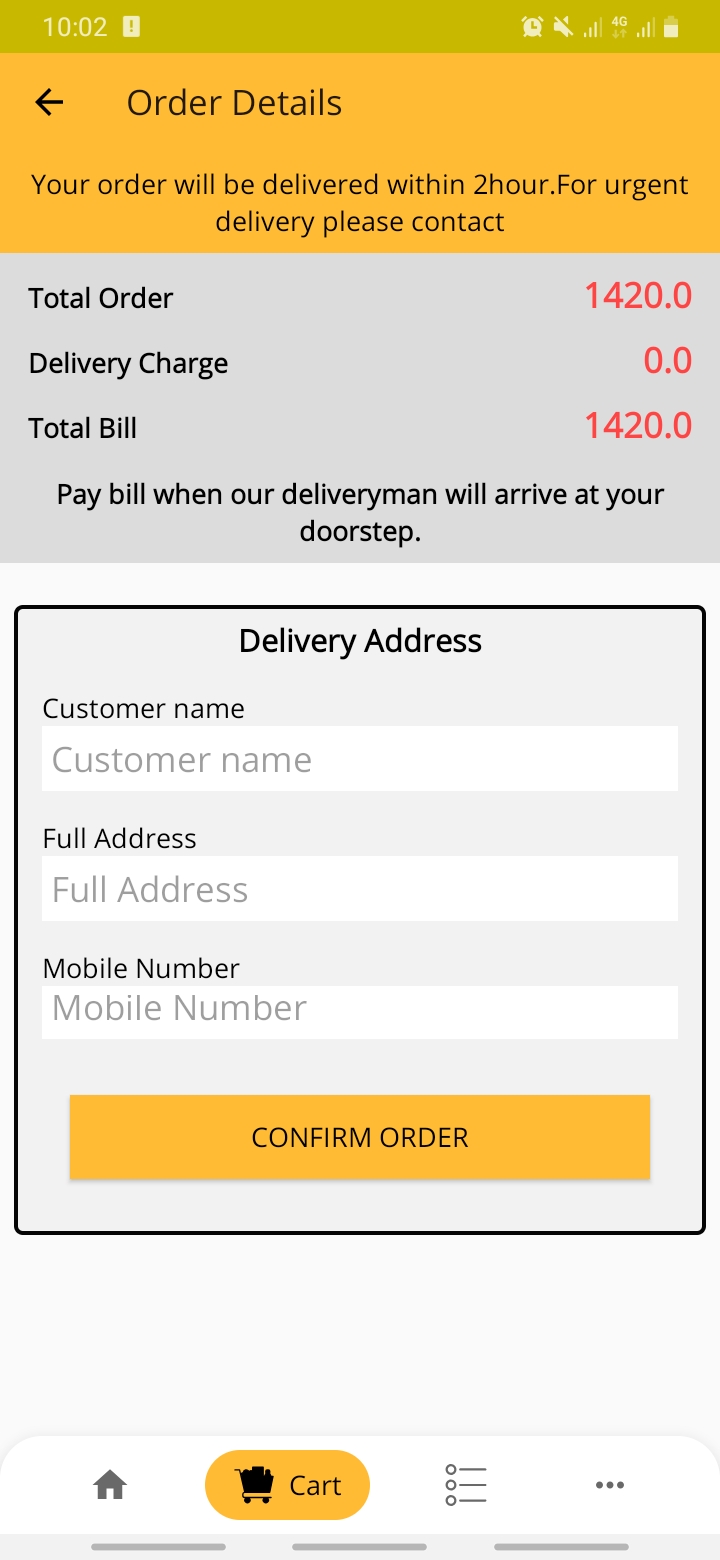 10:02
4G
Order Details
Your order will be delivered within 2hour.For urgent
delivery please contact
Total Order 1420.0
Delivery Charge 0.0
Total Bill 1420.0
Pay bill when our deliveryman will arrive at your
doorstep.
Delivery Address
Customer name
Customer name
Full Address
Full Address
Mobile Number
Mobile Number
CONFIRM ORDER
Cart